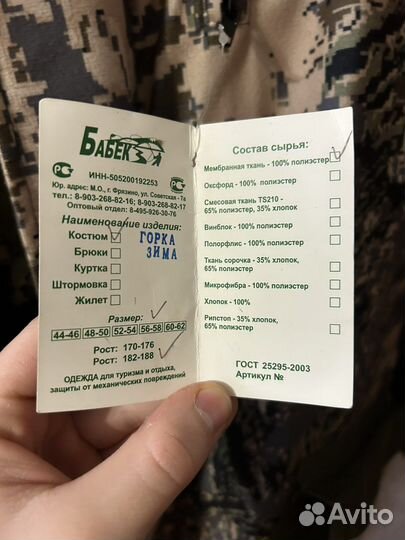 БАБЕК
ИНН-505200192253
Юр. адрес: М.О., г. Фрязино, ул. Советская - 7а
тел.: 8-903-268-82-16; 8-903-268-82-17
Оптовый отдел: 8-495-926-30-76
Наименование изделия:
Костюм ГОРКА
Брюки ЗИМА
Куртка
Штормовка
Жилет
Размер:
44-46 48-50 52-54 56-58 60-62
Рост: 170-176
Рост: 182-188
ОДЕЖДА для туризма и отдыха,
защиты от механических повреждений
Состав сырья:
Мембранная ткань - 100% полиэстер
Оксфорд - 100% полиэстер
Смесовая ткань TS210 -
65% полиэстер, 35% хлопок
Винблок - 100% полиэстер
Полорфлис - 100% полиэстер
Ткань сорочка - 35% хлопок,
65% полиэстер
Микрофибра - 100% полиэстер
Хлопок - 100%
Рипстоп - 35% хлопок,
65% полиэстер
ГОСТ 25295-2003
Артикул №
Avito